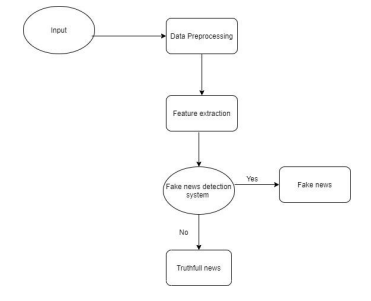 Input
Data Preprocessing
Feature extraction
Fake news detection
system
Yes
Fake news
No
Truthfull news